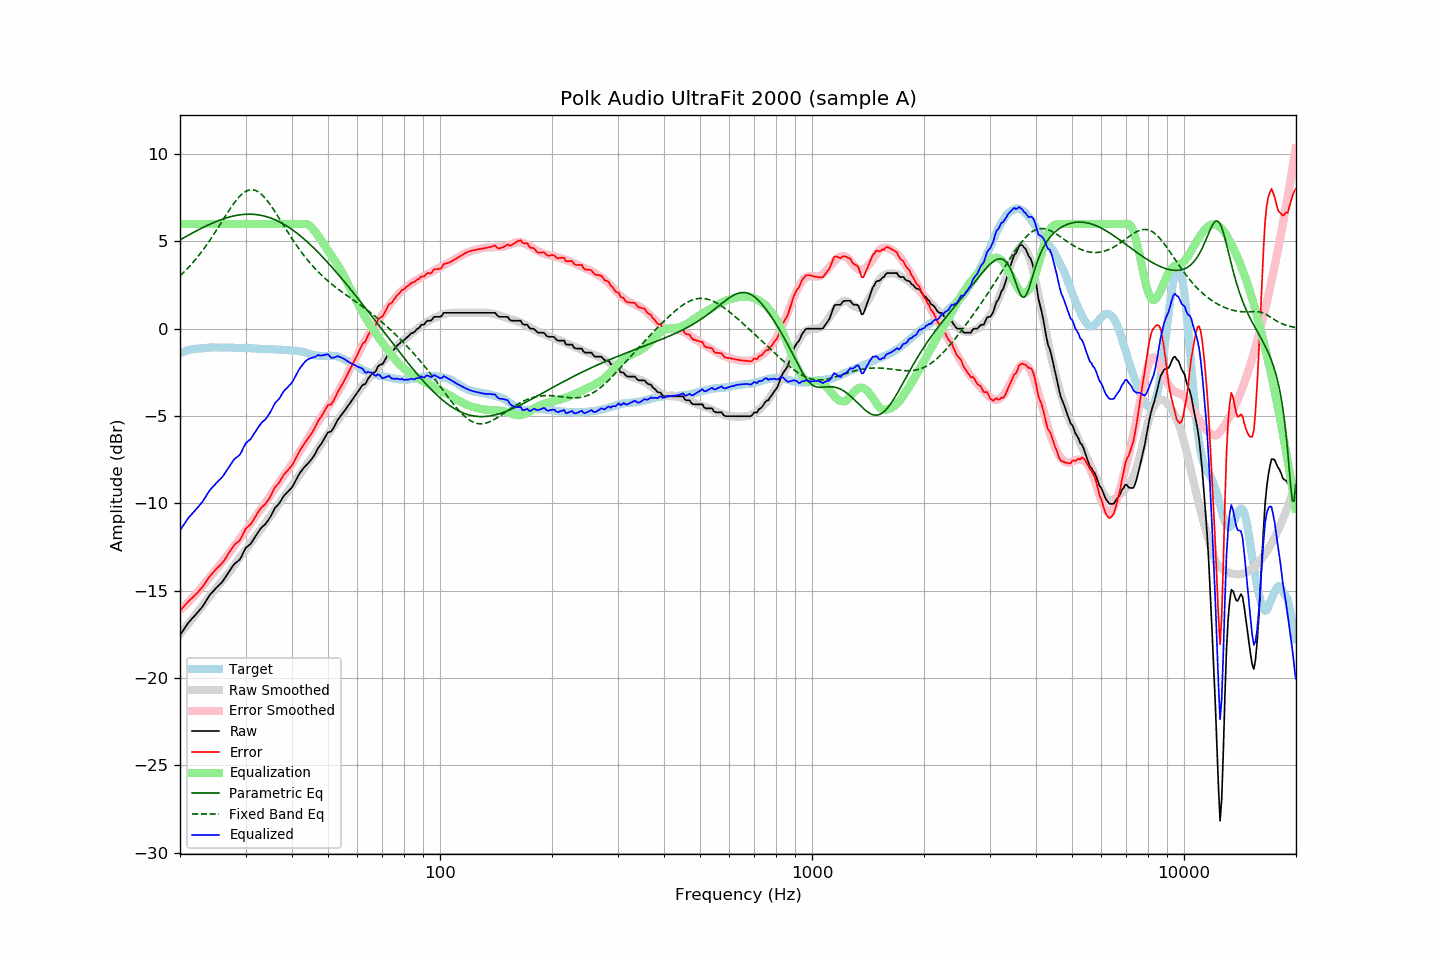 Polk Audio UltraFit 2000 (sample A)
10
5
0
−5
−10
−15
−20
−25
−30
Amplitude (dBr)
Target
Raw Smoothed
Error Smoothed
Raw
Error
Equalization
Parametric Eq
Fixed Band Eq
Equalized
100 1000 10000
Frequency (Hz)